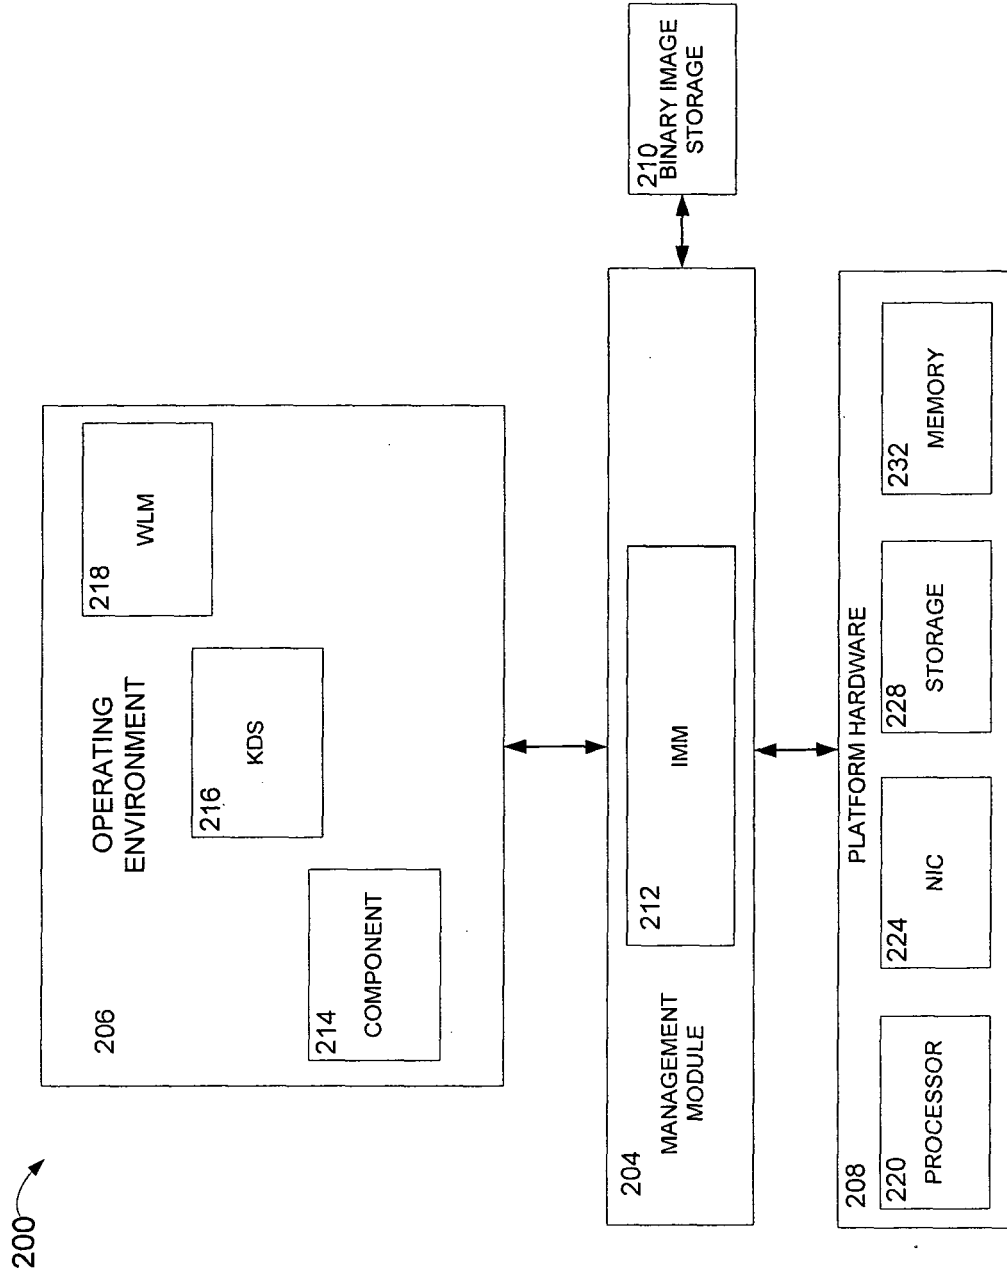 200
206
OPERATING
ENVIRONMENT
214
COMPONENT
216
KDS
218
WLM
204
MANAGEMENT
MODULE
212
IMM
210
BINARY IMAGE
STORAGE
208
PLATFORM HARDWARE
220
PROCESSOR
224
NIC
228
STORAGE
232
MEMORY